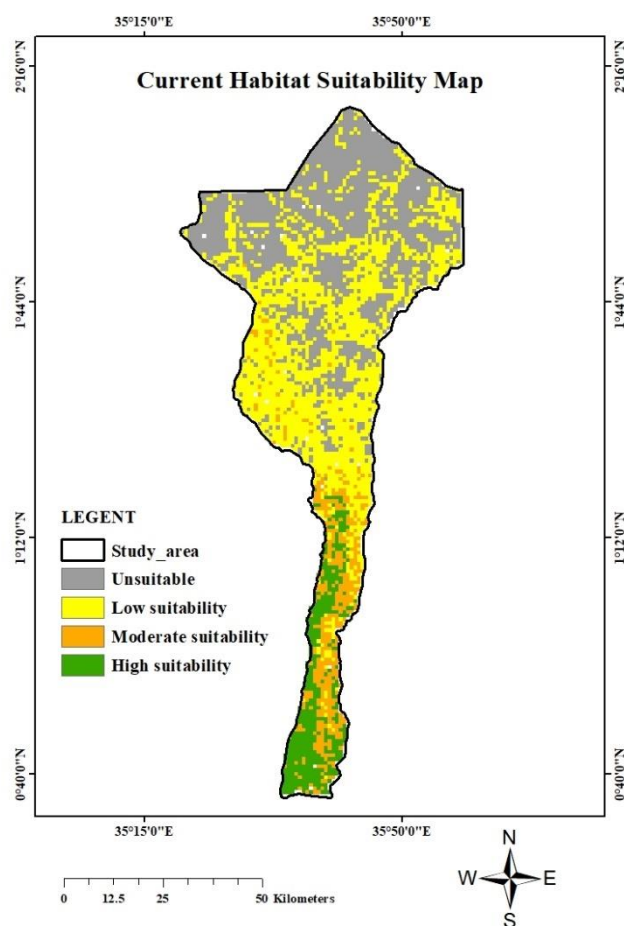 35°15'0"E 35°50'0"E
Current Habitat Suitability Map
2°16'0"N 2°16'0"N
1°44'0"N 1°44'0"N
1°12'0"N 1°12'0"N
0°40'0"N 0°40'0"N
LEGENT
Study_area
Unsuitable
Low suitability
Moderate suitability
High suitability
35°15'0"E 35°50'0"E
0 12.5 25 50 Kilometers
N
W E
S